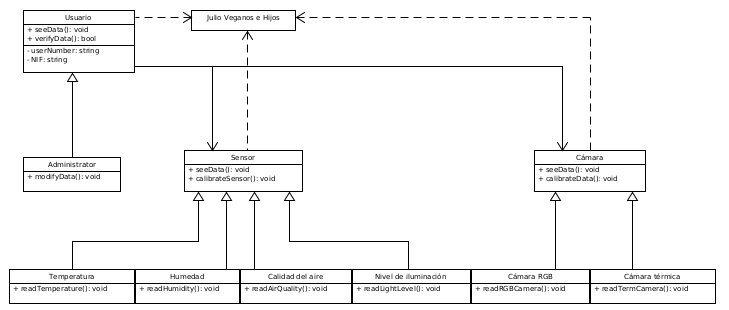 Usuario
+ seeData(): void
+ verifyData(): bool
- userNumber: string
- NIF: string
Julio Veganos e Hijos
Administrator
+ modifyData(): void
Sensor
+ seeData(): void
+ calibrateSensor(): void
Cámara
+ seeData(): void
+ calibrateData(): void
Temperatura
+ readTemperature(): void
Humedad
+ readHumidity(): void
Calidad del aire
+ readAirQuality(): void
Nivel de iluminación
+ readLightLevel(): void
Cámara RGB
+ readRGBCamera(): void
Cámara térmica
+ readTermCamera(): void